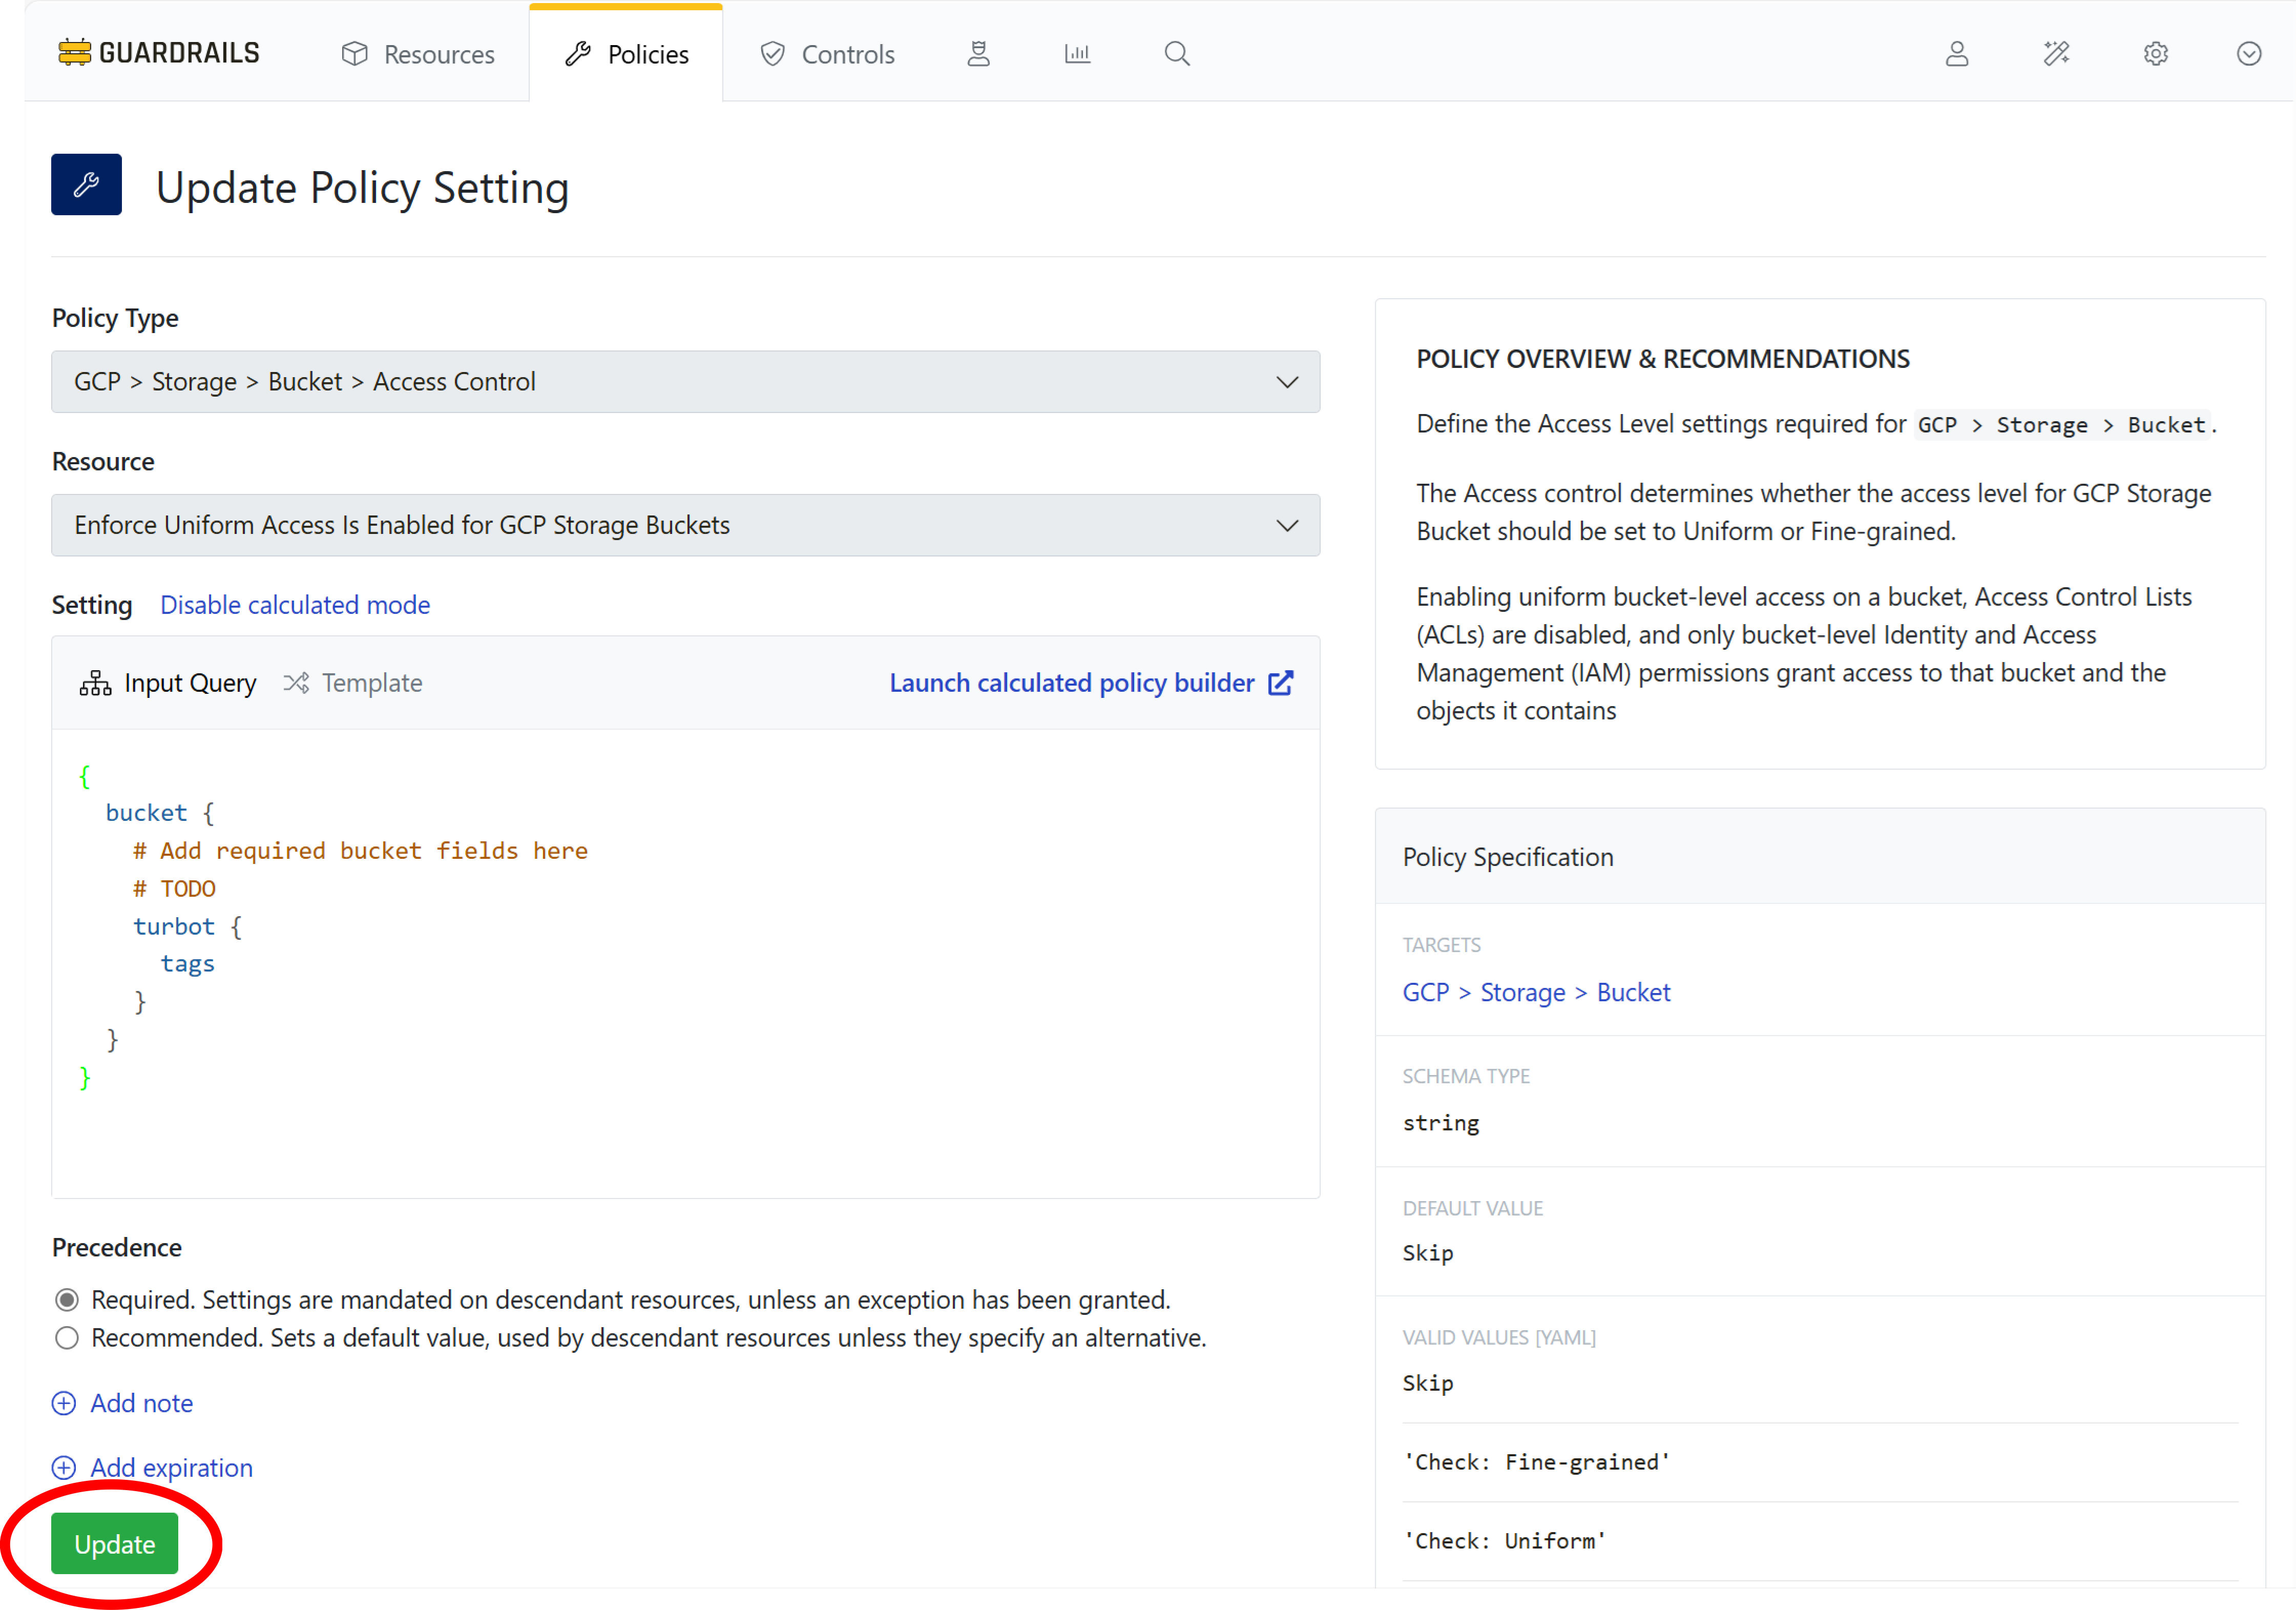 GUARDRAILS Resources Policies Controls
Update Policy Setting
Policy Type
GCP > Storage > Bucket > Access Control
Resource
Enforce Uniform Access Is Enabled for GCP Storage Buckets
Setting Disable calculated mode
Input Query Template Launch calculated policy builder
{
bucket {
# Add required bucket fields here
# TODO
turbot {
tags
}
}
}
Precedence
Required. Settings are mandated on descendant resources, unless an exception has been granted.
Recommended. Sets a default value, used by descendant resources unless they specify an alternative.
Add note
Add expiration
Update
POLICY OVERVIEW & RECOMMENDATIONS
Define the Access Level settings required for GCP > Storage > Bucket.
The Access control determines whether the access level for GCP Storage
Bucket should be set to Uniform or Fine-grained.
Enabling uniform bucket-level access on a bucket, Access Control Lists
(ACLs) are disabled, and only bucket-level Identity and Access
Management (IAM) permissions grant access to that bucket and the
objects it contains
Policy Specification
TARGETS
GCP > Storage > Bucket
SCHEMA TYPE
string
DEFAULT VALUE
Skip
VALID VALUES [YAML]
Skip
'Check: Fine-grained'
'Check: Uniform'